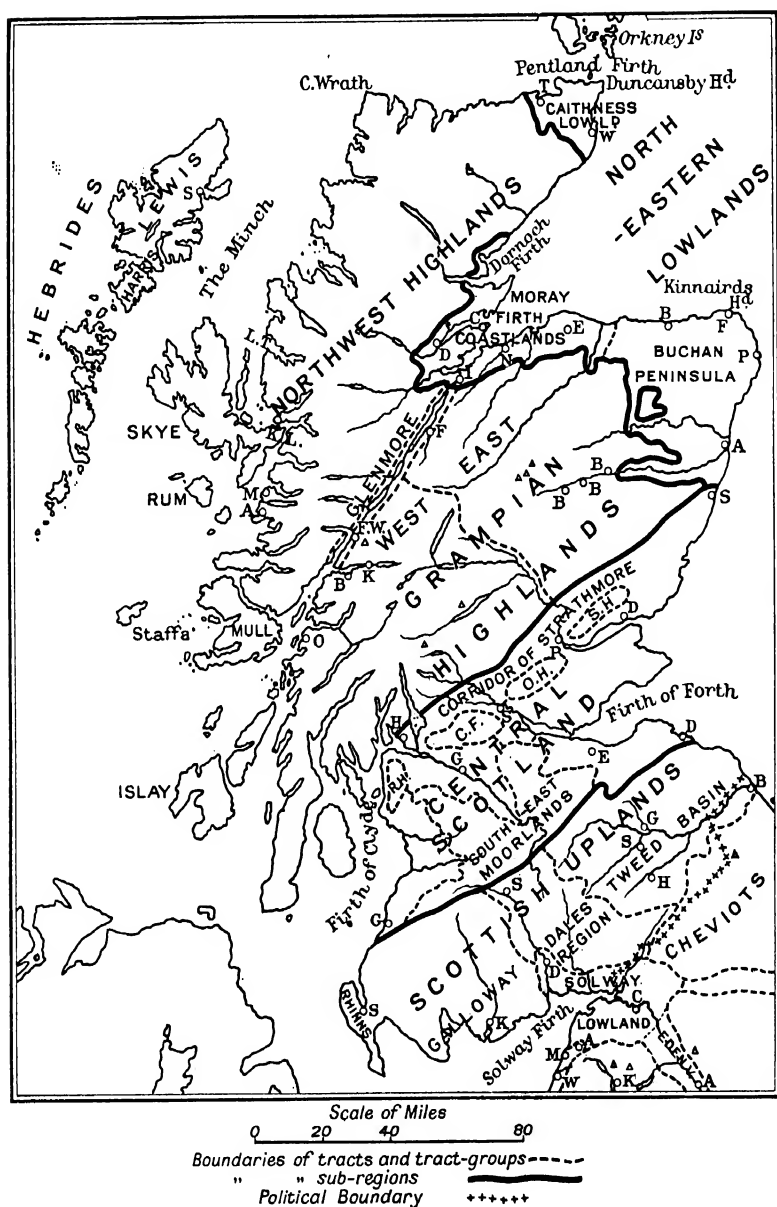 Orkney Is
Pentland Firth
Duncansby Hd
C. Wrath
T
CAITHNESS
LOWLD
W
NORTH
-EASTERN
LOWLANDS
HEBRIDES
LEWIS
S
HARRIS
The Minch
NORTHWEST HIGHLANDS
Dornoch
Firth
Kinnairds
Hd
MORAY
FIRTH
COASTLANDS
C
D
E
N
I
B
F
P
BUCHAN
PENINSULA
L.T.
SKYE
K.L.
RUM
M
A
GLENMORE
F
EAST
WEST
F.W.
GRAMPIAN
HIGHLANDS
B
B
B
A
S
B
K
Staffa
MULL
O
CORRIDOR OF STRATHMORE
S.H.
D
P
O.H.
C.F.
H
G
R.H.
CENTRAL
SCOTLAND
Firth of Forth
D
E
B
ISLAY
Firth of Clyde
SOUTH-EAST
MOORLANDS
SCOTTISH UPLANDS
G
S
H
TWEED BASIN
CHEVIOTS
S
G
DALES
REGION
D
SOLWAY
GALLOWAY
RHINNS
S
K
Solway Firth
C
LOWLAND
EDEN
M
A
W
K
A
Scale of Miles
0 20 40 60 80
Boundaries of tracts and tract-groups
" " sub-regions
Political Boundary